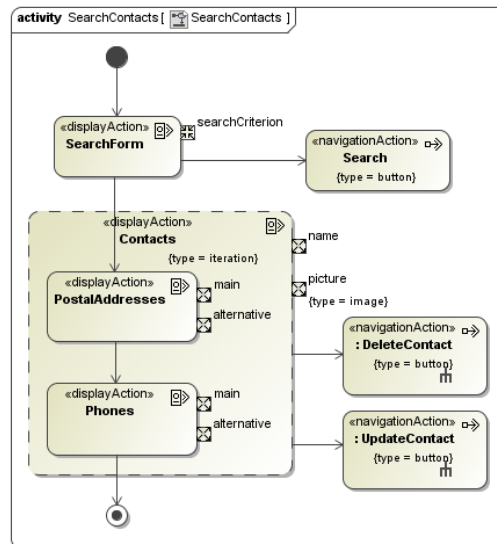 activity SearchContacts [ SearchContacts ]
«displayAction»
SearchForm
searchCriterion
«navigationAction»
Search
{type = button}
«displayAction»
Contacts
{type = iteration}
name
picture
{type = image}
«displayAction»
PostalAddresses
main
alternative
«navigationAction»
: DeleteContact
{type = button}
«displayAction»
Phones
main
alternative
«navigationAction»
: UpdateContact
{type = button}